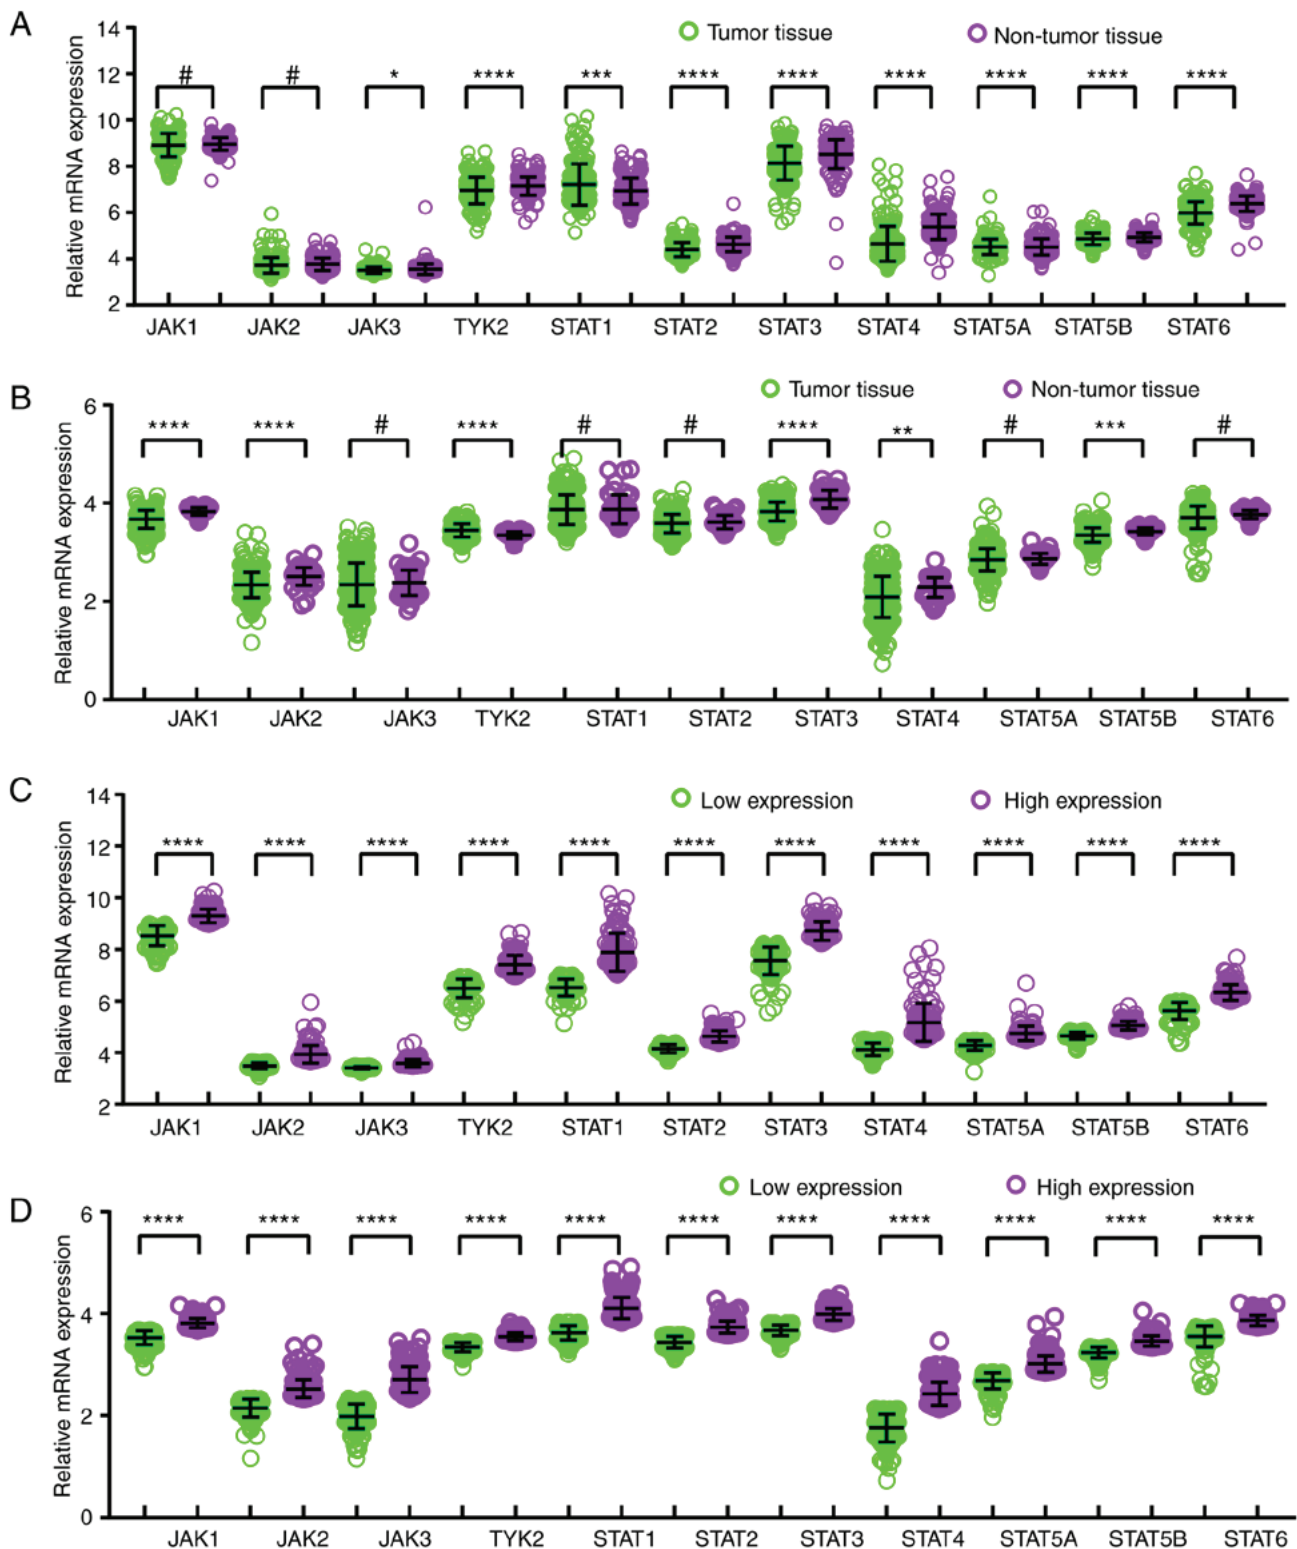 A
14
12
10
8
6
4
2
Relative mRNA expression
Tumor tissue
Non-tumor tissue
# # * **** *** **** **** **** **** **** ****
JAK1 JAK2 JAK3 TYK2 STAT1 STAT2 STAT3 STAT4 STAT5A STAT5B STAT6
B
6
4
2
0
Relative mRNA expression
Tumor tissue
Non-tumor tissue
**** **** # **** # # **** ** # *** #
JAK1 JAK2 JAK3 TYK2 STAT1 STAT2 STAT3 STAT4 STAT5A STAT5B STAT6
C
14
12
10
8
6
4
2
Relative mRNA expression
Low expression
High expression
**** **** **** **** **** **** **** **** **** **** ****
JAK1 JAK2 JAK3 TYK2 STAT1 STAT2 STAT3 STAT4 STAT5A STAT5B STAT6
D
6
4
2
0
Relative mRNA expression
Low expression
High expression
**** **** **** **** **** **** **** **** **** **** ****
JAK1 JAK2 JAK3 TYK2 STAT1 STAT2 STAT3 STAT4 STAT5A STAT5B STAT6